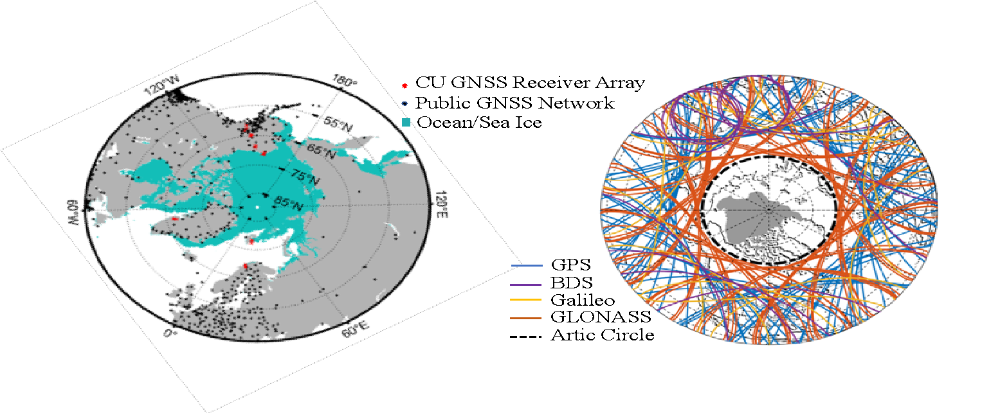 120°W
180°
CU GNSS Receiver Array
Public GNSS Network
Ocean/Sea Ice
55°N
65°N
75°N
85°N
60°W
120°E
0°
60°E
GPS
BDS
Galileo
GLONASS
Artic Circle